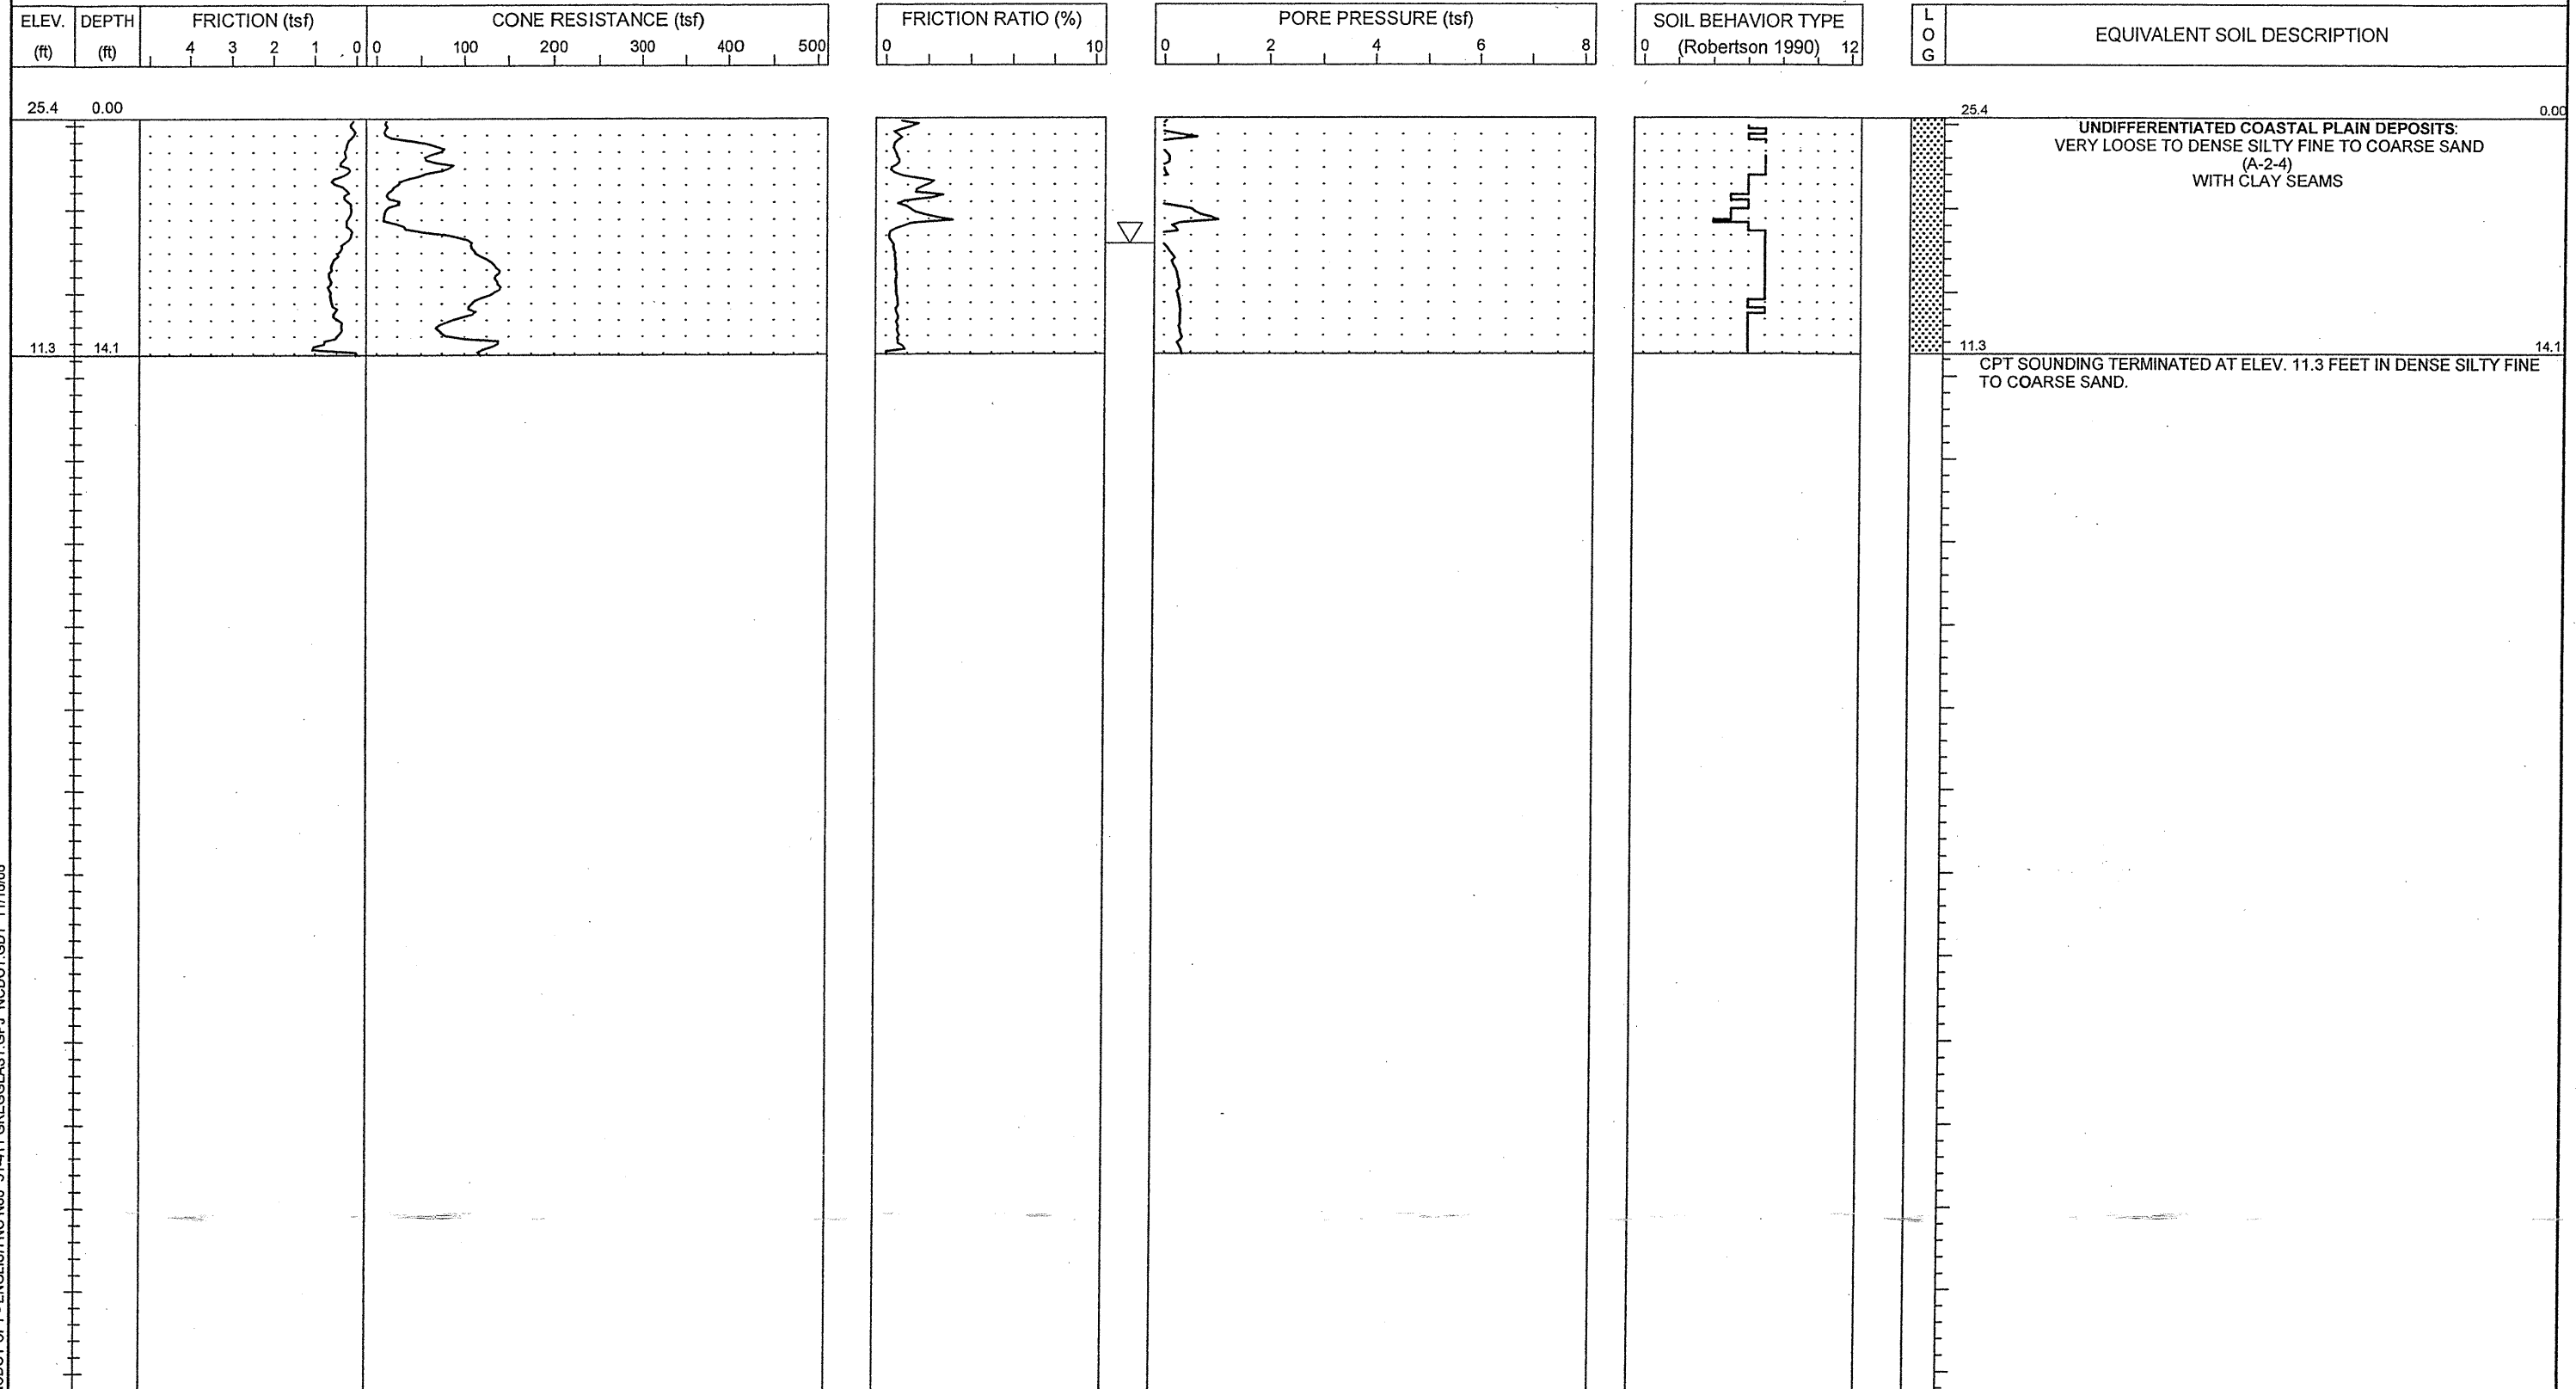 ELEV. (ft)
DEPTH (ft)
FRICTION (tsf)
4 3 2 1 0
CONE RESISTANCE (tsf)
0 100 200 300 400 500
FRICTION RATIO (%)
0 10
PORE PRESSURE (tsf)
0 2 4 6 8
SOIL BEHAVIOR TYPE
(Robertson 1990)
0 12
LOG
EQUIVALENT SOIL DESCRIPTION
25.4 0.00
25.4 0.00
UNDIFFERENTIATED COASTAL PLAIN DEPOSITS:
VERY LOOSE TO DENSE SILTY FINE TO COARSE SAND
(A-2-4)
WITH CLAY SEAMS
11.3 14.1
11.3 14.1
CPT SOUNDING TERMINATED AT ELEV. 11.3 FEET IN DENSE SILTY FINE
TO COARSE SAND.